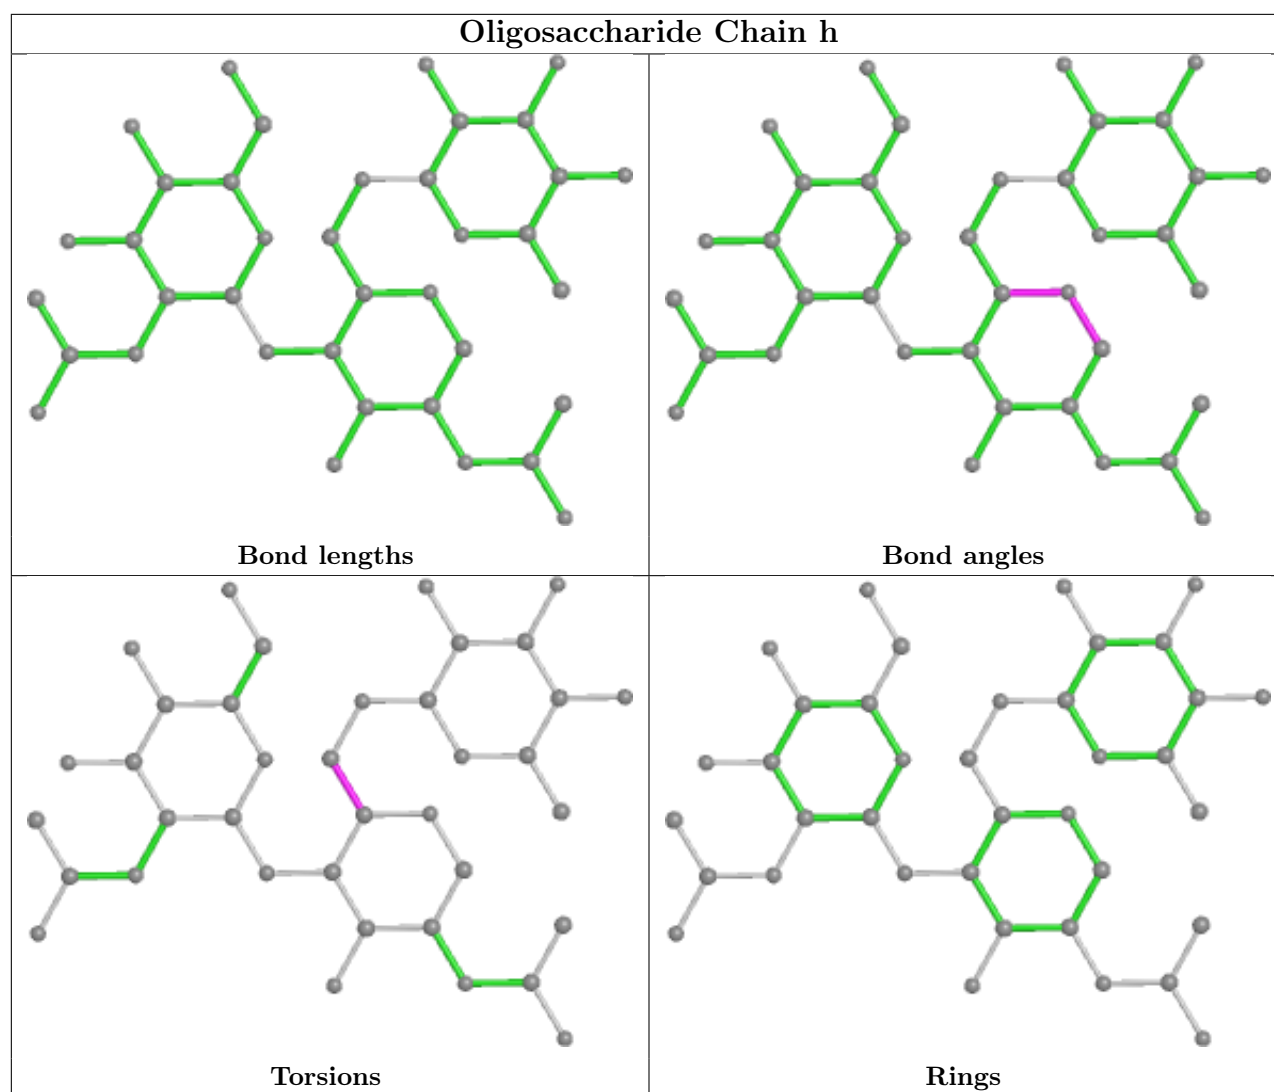 Oligosaccharide Chain h
Bond lengths
Bond angles
Torsions
Rings